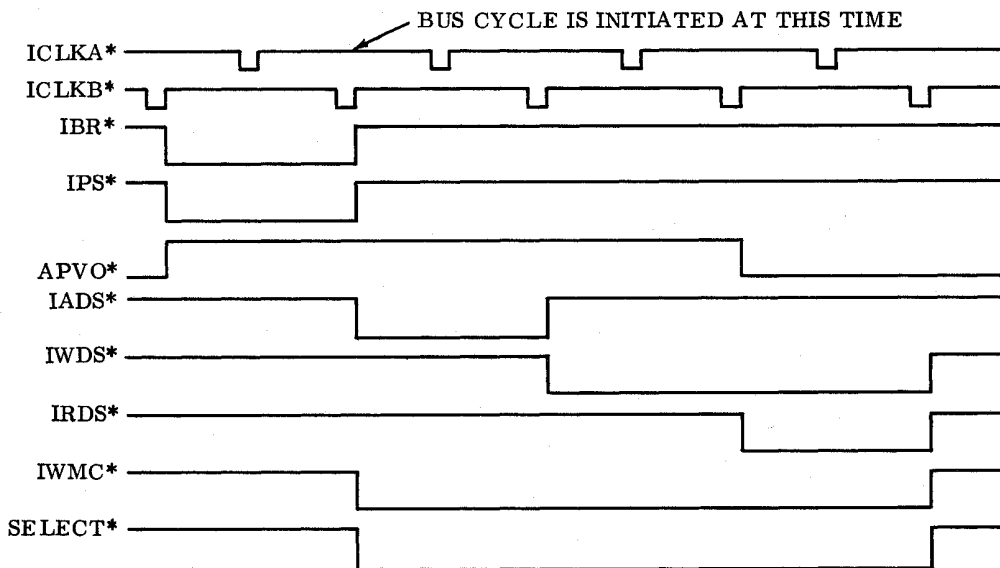 BUS CYCLE IS INITIATED AT THIS TIME
ICLKA*
ICLKB*
IBR*
IPS*
APVO*
IADS*
IWDS*
IRDS*
IWMC*
SELECT*